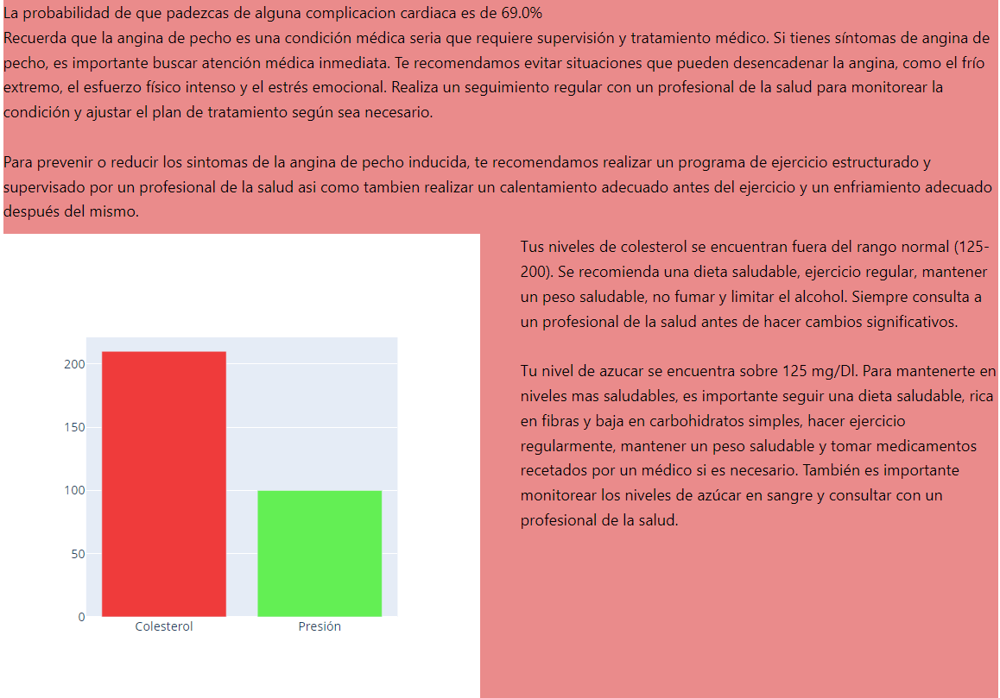 La probabilidad de que padezcas de alguna complicacion cardiaca es de 69.0%
Recuerda que la angina de pecho es una condición médica seria que requiere supervisión y tratamiento médico. Si tienes síntomas de angina de
pecho, es importante buscar atención médica inmediata. Te recomendamos evitar situaciones que pueden desencadenar la angina, como el frío
extremo, el esfuerzo físico intenso y el estrés emocional. Realiza un seguimiento regular con un profesional de la salud para monitorear la
condición y ajustar el plan de tratamiento según sea necesario.
Para prevenir o reducir los sintomas de la angina de pecho inducida, te recomendamos realizar un programa de ejercicio estructurado y
supervisado por un profesional de la salud asi como tambien realizar un calentamiento adecuado antes del ejercicio y un enfriamiento adecuado
después del mismo.
Tus niveles de colesterol se encuentran fuera del rango normal (125-
200). Se recomienda una dieta saludable, ejercicio regular, mantener
un peso saludable, no fumar y limitar el alcohol. Siempre consulta a
un profesional de la salud antes de hacer cambios significativos.
Tu nivel de azucar se encuentra sobre 125 mg/Dl. Para mantenerte en
niveles mas saludables, es importante seguir una dieta saludable, rica
en fibras y baja en carbohidratos simples, hacer ejercicio
regularmente, mantener un peso saludable y tomar medicamentos
recetados por un médico si es necesario. También es importante
monitorear los niveles de azúcar en sangre y consultar con un
profesional de la salud.
200
150
100
50
0
Colesterol Presión